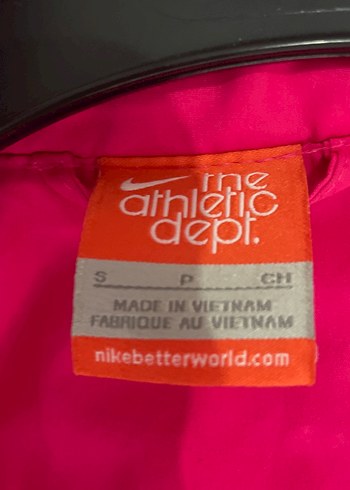 the
athletic
dept.
S P CH
MADE IN VIETNAM
FABRIQUE AU VIETNAM
nikebetterworld.com